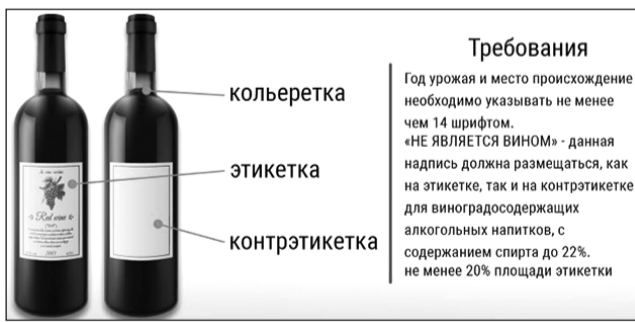 кольеретка
этикетка
контрэтикетка
Red wine
Требования
Год урожая и место происхождение
необходимо указывать не менее
чем 14 шрифтом.
«НЕ ЯВЛЯЕТСЯ ВИНОМ» - данная
надпись должна размещаться, как
на этикетке, так и на контрэтикетке
для виноградосодержащих
алкогольных напитков, с
содержанием спирта до 22%.
не менее 20% площади этикетки